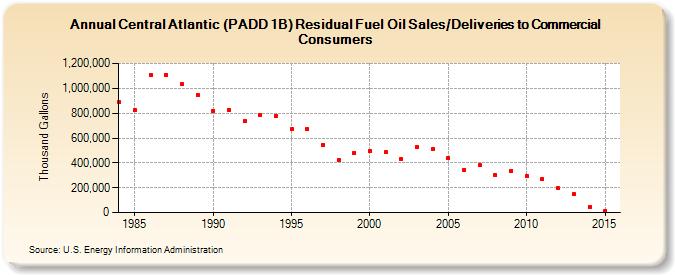 Annual Central Atlantic (PADD 1B) Residual Fuel Oil Sales/Deliveries to Commercial
Consumers
Thousand Gallons
1,200,000
1,000,000
800,000
600,000
400,000
200,000
0
1985 1990 1995 2000 2005 2010 2015
Source: U.S. Energy Information Administration